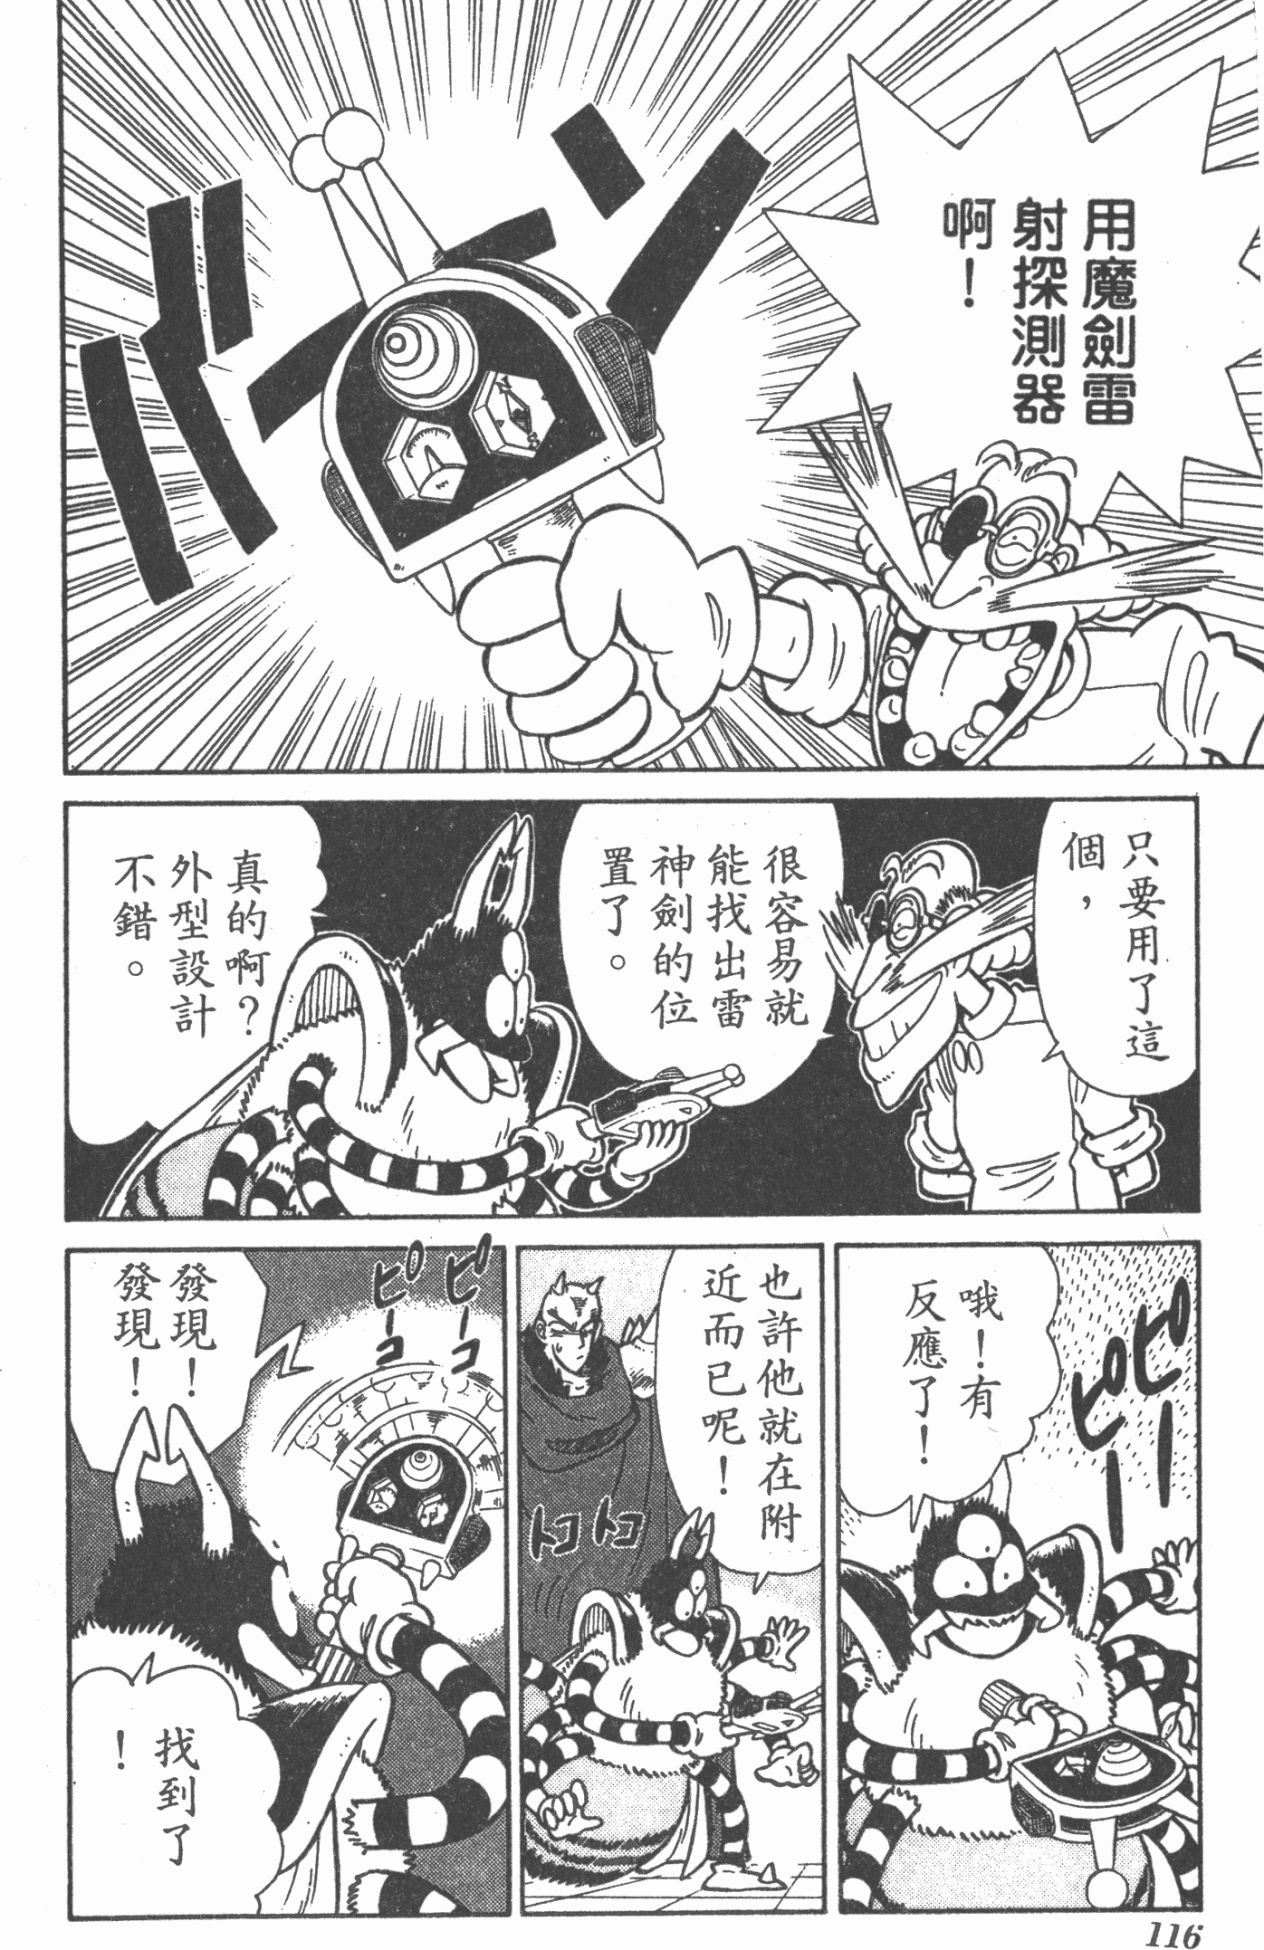 用魔劍雷
射探測器
啊！
バーン
只要用了這
個，
很容易就
能找出雷
神劍的位
置了。
真的啊？
外型設計
不錯。
ピーピー
哦！有
反應了！
也許他就在附
近而已呢！
トコトコ
ピーコ
ピーコ
發現！
發現！
找到了
！
116